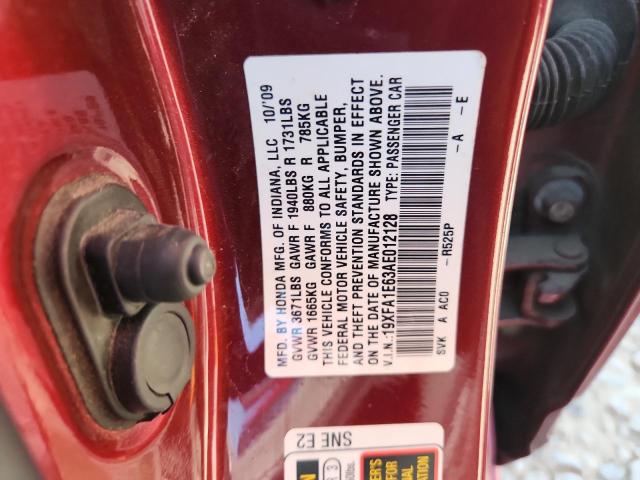 MFD. BY HONDA MFG. OF INDIANA, LLC 10/'09
GVWR 3671LBS GAWR F 1940LBS R 1731LBS
GVWR 1665KG GAWR F 880KG R 785KG
THIS VEHICLE CONFORMS TO ALL APPLICABLE
FEDERAL MOTOR VEHICLE SAFETY, BUMPER,
AND THEFT PREVENTION STANDARDS IN EFFECT
ON THE DATE OF MANUFACTURE SHOWN ABOVE.
V.I.N.: 19XFA1E63AE012128 TYPE: PASSENGER CAR
SVK A AC0 -R525P -A -E
SNE E2